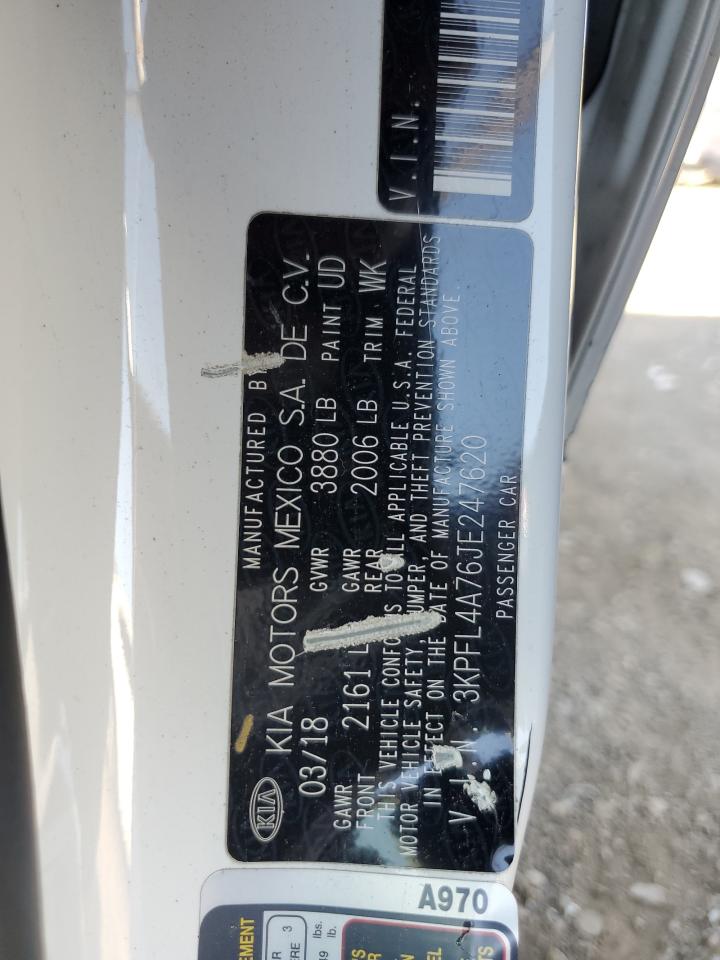 V.I.N.
KIA
MANUFACTURED
KIA MOTORS MEXICO S.A. DE C.V.
03/18 GVWR 3880 LB PAINT UD
GAWR FRONT 2161 GAWR REAR 2006 LB TRIM WK
THIS VEHICLE TO ALL APPLICABLE U.S.A. FEDERAL
MOTOR VEHICLE SAFETY, BUMPER, AND THEFT PREVENTION STANDARDS
IN EFFECT ON THE DATE OF MANUFACTURE SHOWN ABOVE.
V.I.N. 3KPFL4A76JE247620
PASSENGER CAR
A970
3
lbs.
lb.